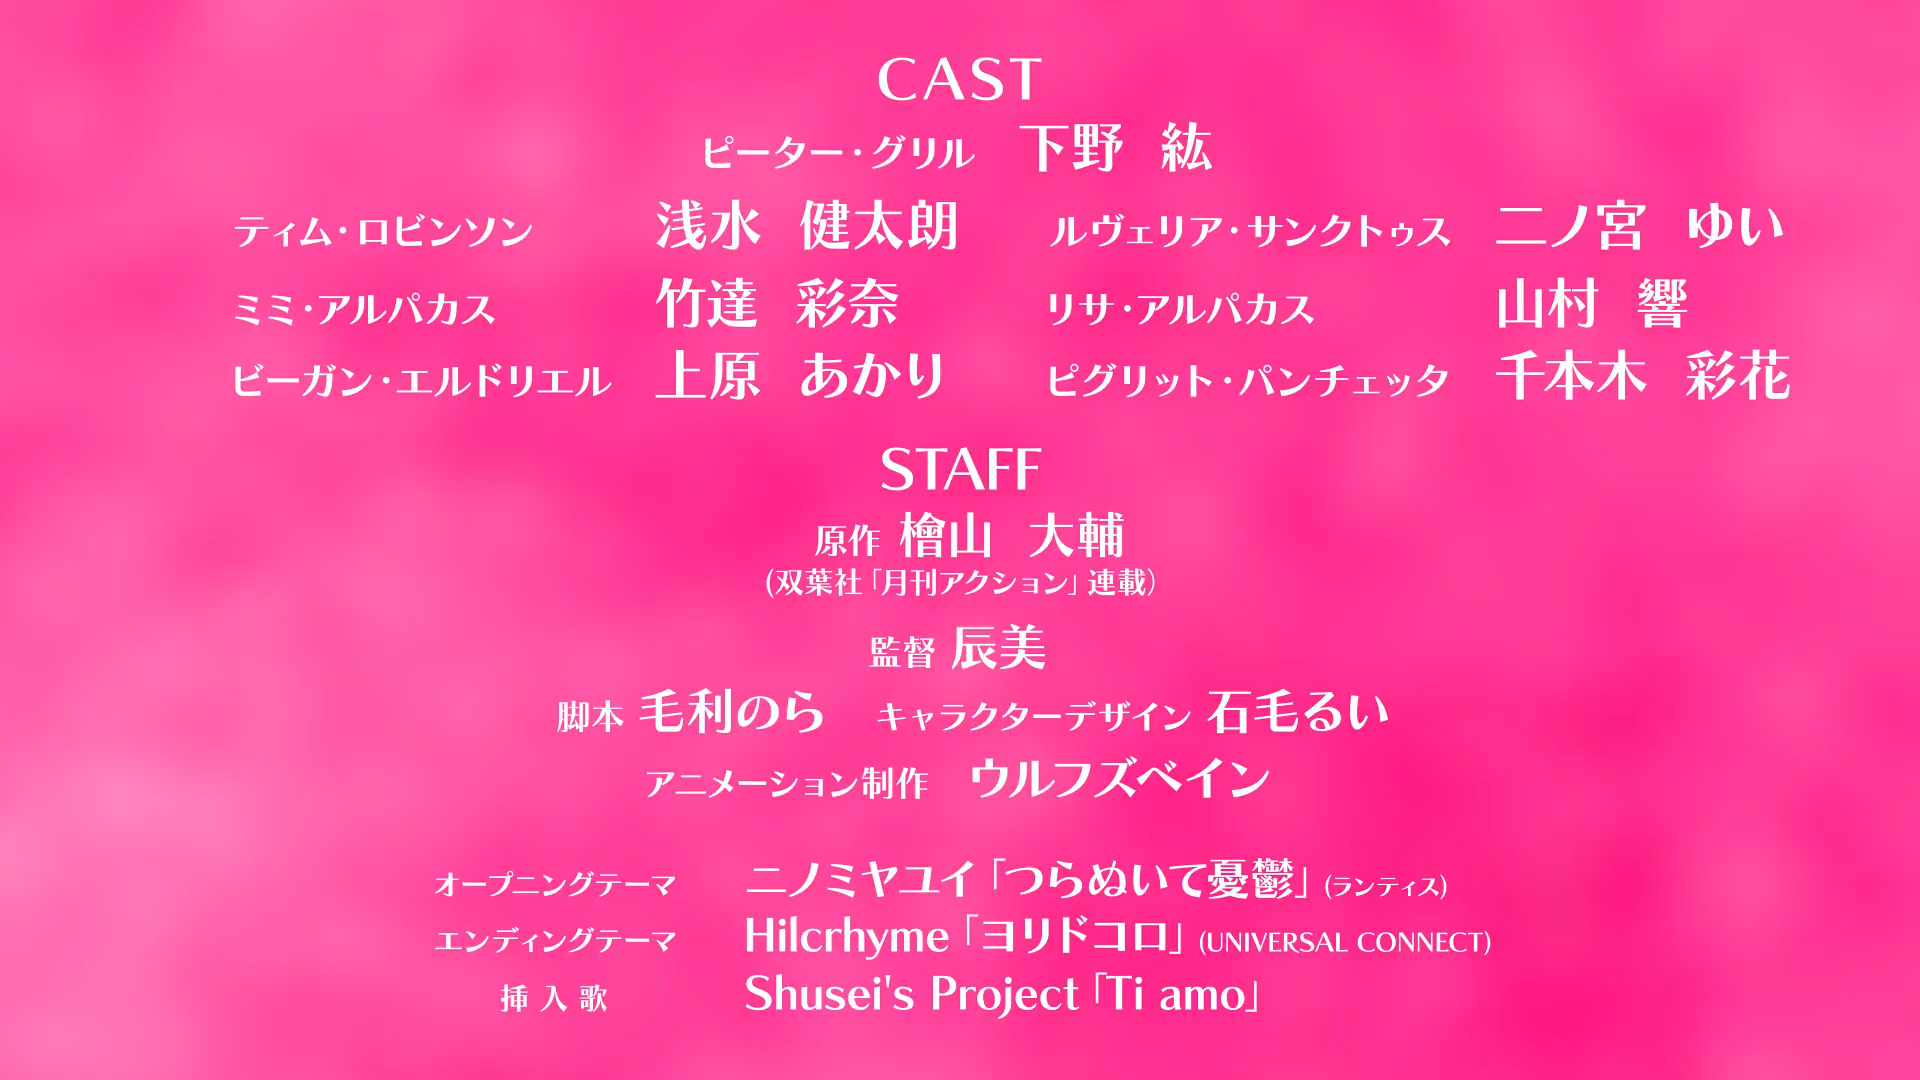 CAST
ピーター・グリル 下野 紘
ティム・ロビンソン 浅水 健太朗 ルヴェリア・サンクトゥス 二ノ宮 ゆい
ミミ・アルパカス 竹達 彩奈 リサ・アルパカス 山村 響
ビーガン・エルドリエル 上原 あかり ピグリット・パンチェッタ 千本木 彩花
STAFF
原作 檜山 大輔
(双葉社「月刊アクション」連載)
監督 辰美
脚本 毛利のら キャラクターデザイン 石毛るい
アニメーション制作 ウルフズベイン
オープニングテーマ ニノミヤユイ「つらぬいて憂鬱」(ランティス)
エンディングテーマ Hilcrhyme「ヨリドコロ」(UNIVERSAL CONNECT)
挿入歌 Shusei's Project「Ti amo」